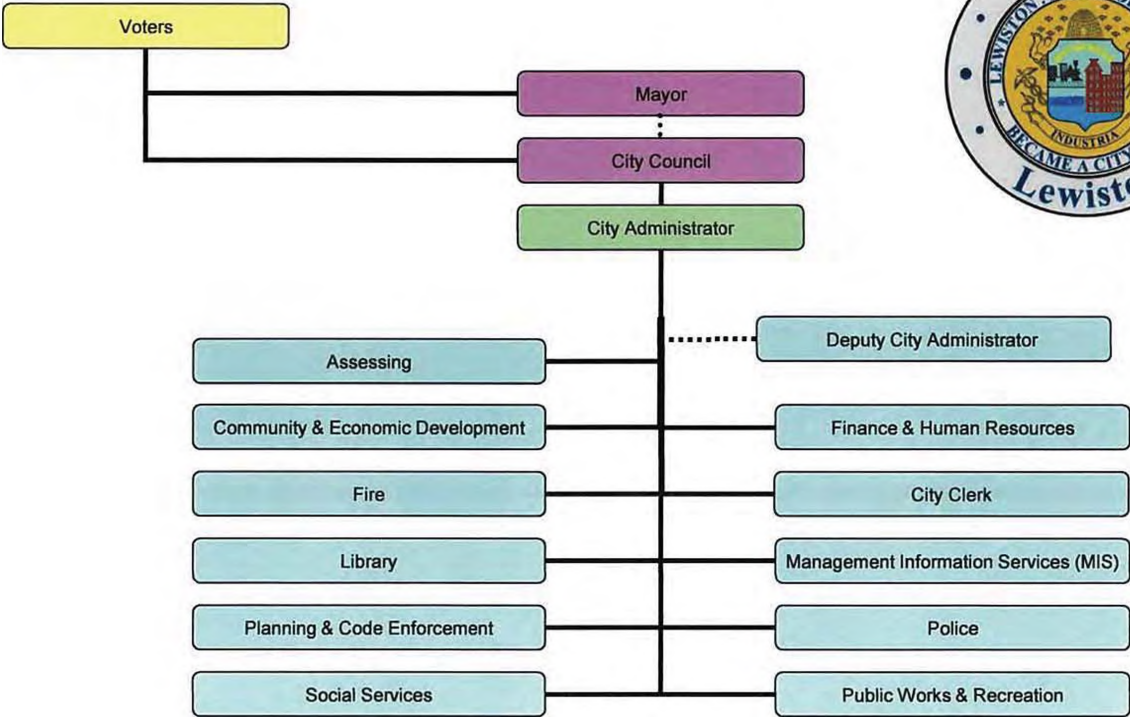 Voters
Mayor
City Council
City Administrator
Deputy City Administrator
Assessing
Community & Economic Development
Finance & Human Resources
Fire
City Clerk
Library
Management Information Services (MIS)
Planning & Code Enforcement
Police
Social Services
Public Works & Recreation
LEWISTON
INDUSTRIA
BECAME A CITY